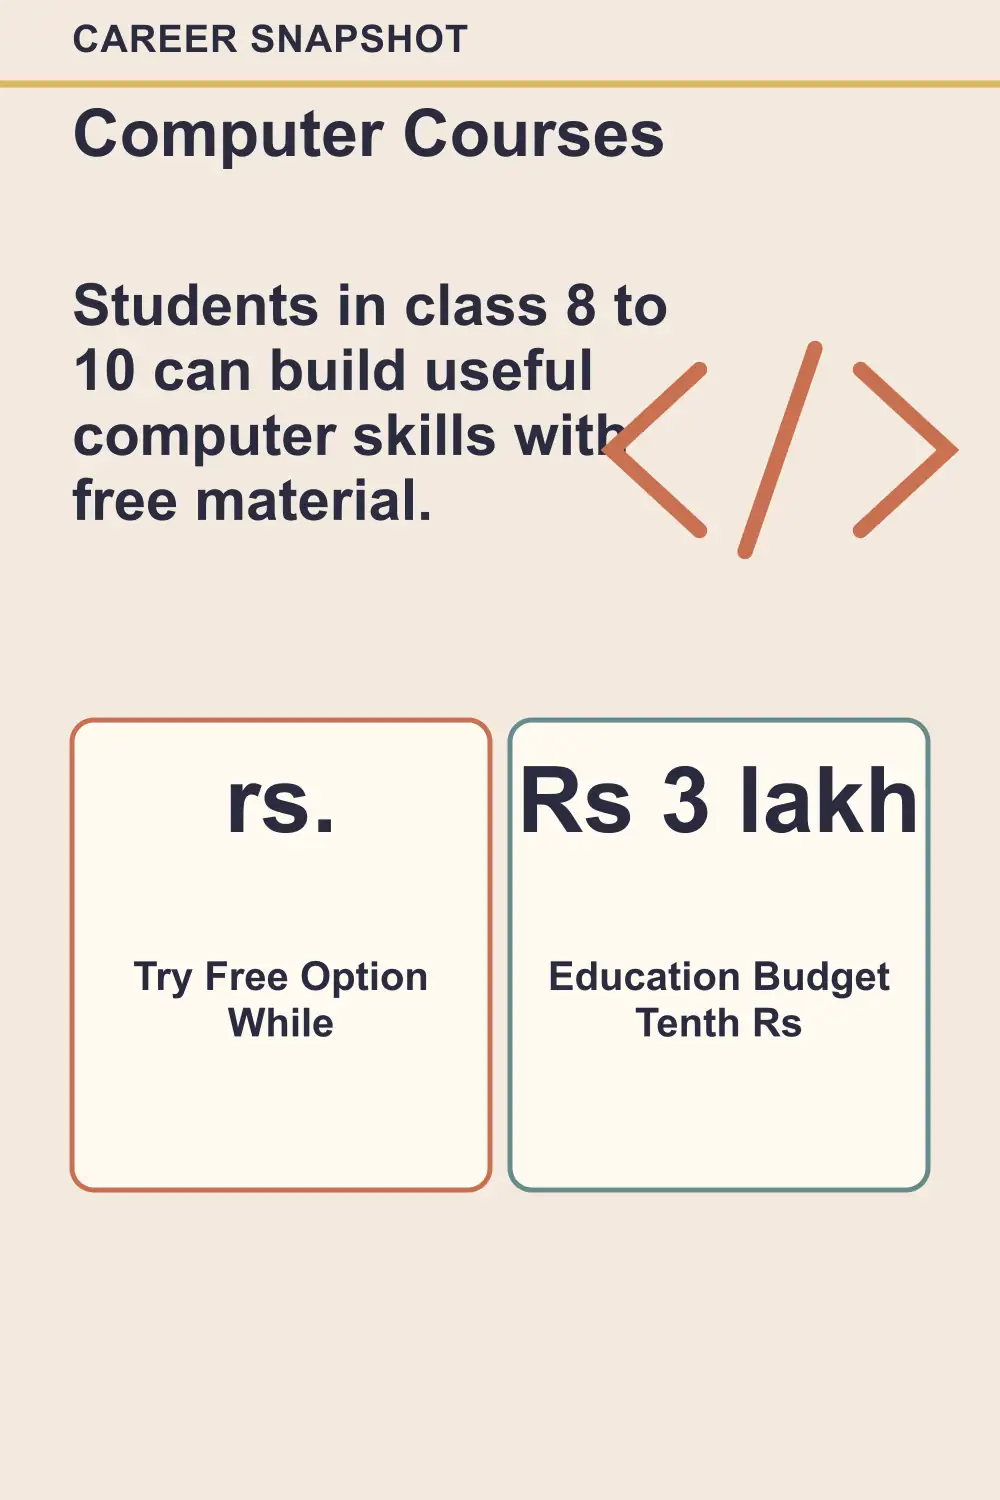 CAREER SNAPSHOT
Computer Courses
Students in class 8 to
10 can build useful
computer skills with
free material.
rs.
Try Free Option
While
Rs 3 lakh
Education Budget
Tenth Rs